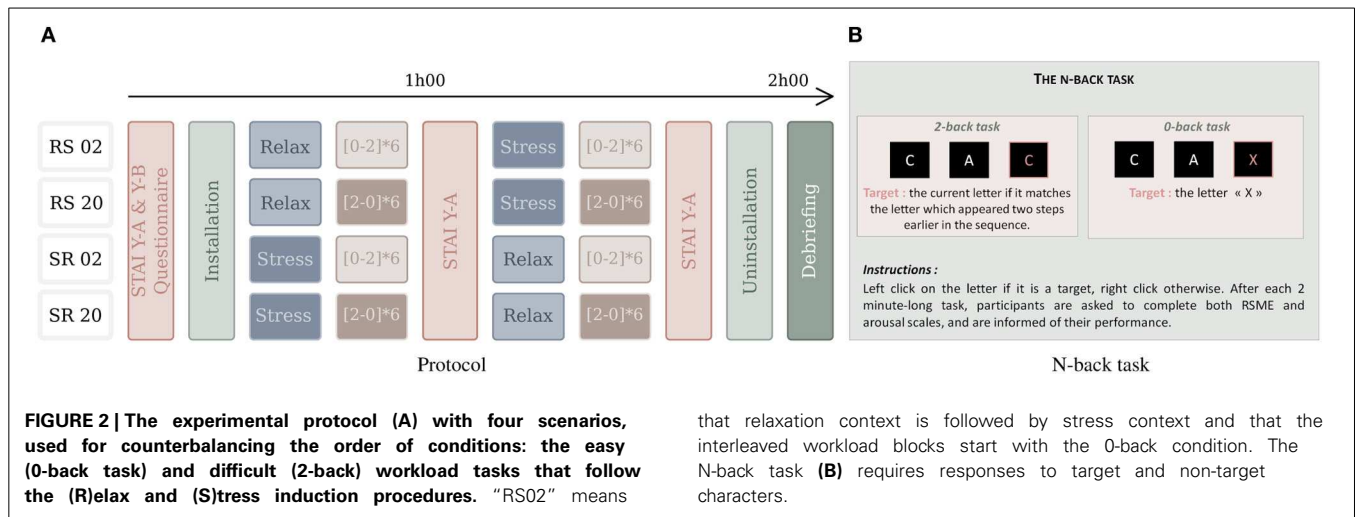 A
1h00
2h00
RS 02
RS 20
SR 02
SR 20
STAI Y-A & Y-B
Questionnaire
Installation
Relax
Relax
Stress
Stress
[0-2]*6
[2-0]*6
[0-2]*6
[2-0]*6
STAI Y-A
Stress
Stress
Relax
Relax
[0-2]*6
[2-0]*6
[0-2]*6
[2-0]*6
STAI Y-A
Uninstallation
Debriefing
Protocol
B
THE N-BACK TASK
2-back task
C A C
Target : the current letter if it matches
the letter which appeared two steps
earlier in the sequence.
0-back task
C A X
Target : the letter « X »
Instructions :
Left click on the letter if it is a target, right click otherwise. After each 2
minute-long task, participants are asked to complete both RSME and
arousal scales, and are informed of their performance.
N-back task
FIGURE 2 | The experimental protocol (A) with four scenarios,
used for counterbalancing the order of conditions: the easy
(0-back task) and difficult (2-back) workload tasks that follow
the (R)elax and (S)tress induction procedures. “RS02” means
that relaxation context is followed by stress context and that the
interleaved workload blocks start with the 0-back condition. The
N-back task (B) requires responses to target and non-target
characters.